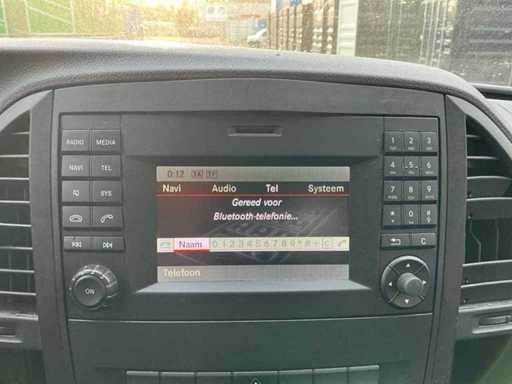 RADIO MEDIA
NAVI TEL
SYS
ON
0:12
Navi Audio Tel Systeem
Gereed voor
Bluetooth-telefonie...
Naam 0 1 2 3 4 5 6 7 8 9 * # + C
Telefoon
1 2 3
4 5 6
7 8 9
* 0 #
C